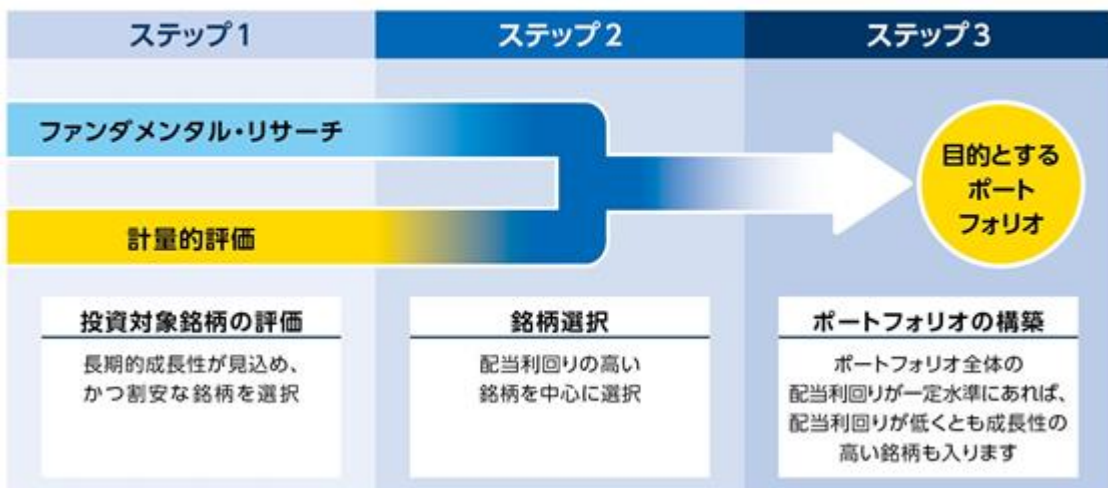 ステップ1
ステップ2
ステップ3
ファンダメンタル・リサーチ
計量的評価
目的とする
ポート
フォリオ
投資対象銘柄の評価
長期的成長性が見込め、
かつ割安な銘柄を選択
銘柄選択
配当利回りの高い
銘柄を中心に選択
ポートフォリオの構築
ポートフォリオ全体の
配当利回りが一定水準にあれば、
配当利回りが低くとも成長性の
高い銘柄も入ります